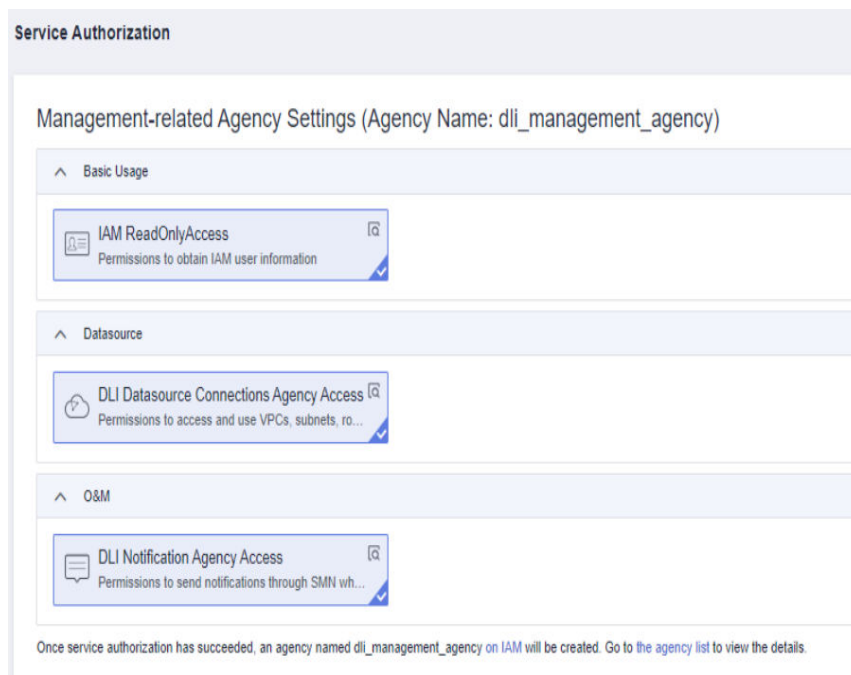 Service Authorization
Management-related Agency Settings (Agency Name: dli_management_agency)
Basic Usage
IAM ReadOnlyAccess
Permissions to obtain IAM user information
Datasource
DLI Datasource Connections Agency Access
Permissions to access and use VPCs, subnets, ro...
O&M
DLI Notification Agency Access
Permissions to send notifications through SMN wh...
Once service authorization has succeeded, an agency named dli_management_agency on IAM will be created. Go to the agency list to view the details.